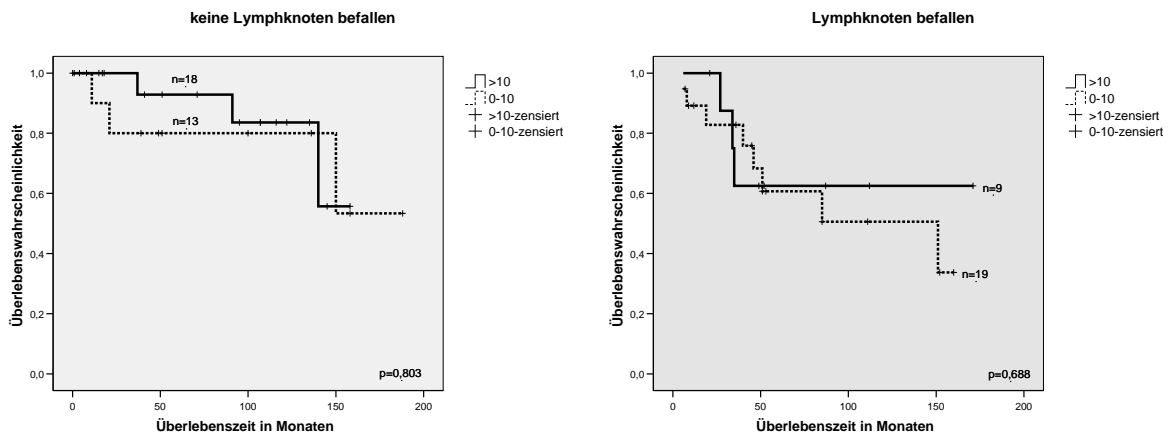 keine Lymphknoten befallen
Überlebenswahrscheinlichkeit
1,0
0,8
0,6
0,4
0,2
0,0
n=18
n=13
p=0,803
0
50
100
150
200
Überlebenszeit in Monaten
>10
0-10
>10-zensiert
0-10-zensiert
Lymphknoten befallen
Überlebenswahrscheinlichkeit
1,0
0,8
0,6
0,4
0,2
0,0
n=9
n=19
p=0,688
0
50
100
150
200
Überlebenszeit in Monaten
>10
0-10
>10-zensiert
0-10-zensiert